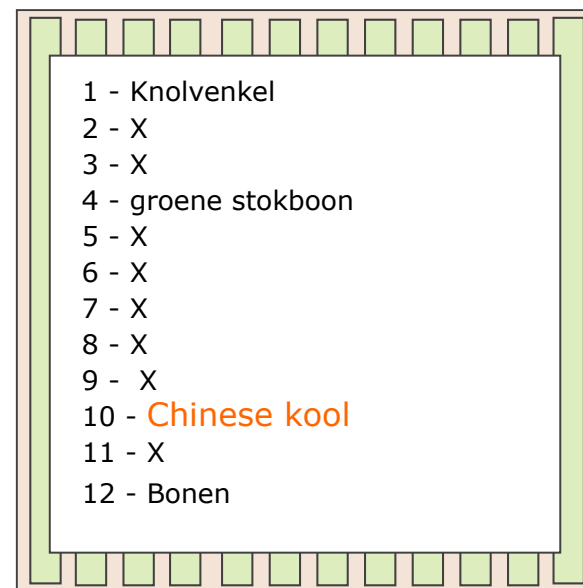 1 - Knolvenkel
2 - X
3 - X
4 - groene stokboon
5 - X
6 - X
7 - X
8 - X
9 -  X
10 - Chinese kool
11 - X
12 - Bonen